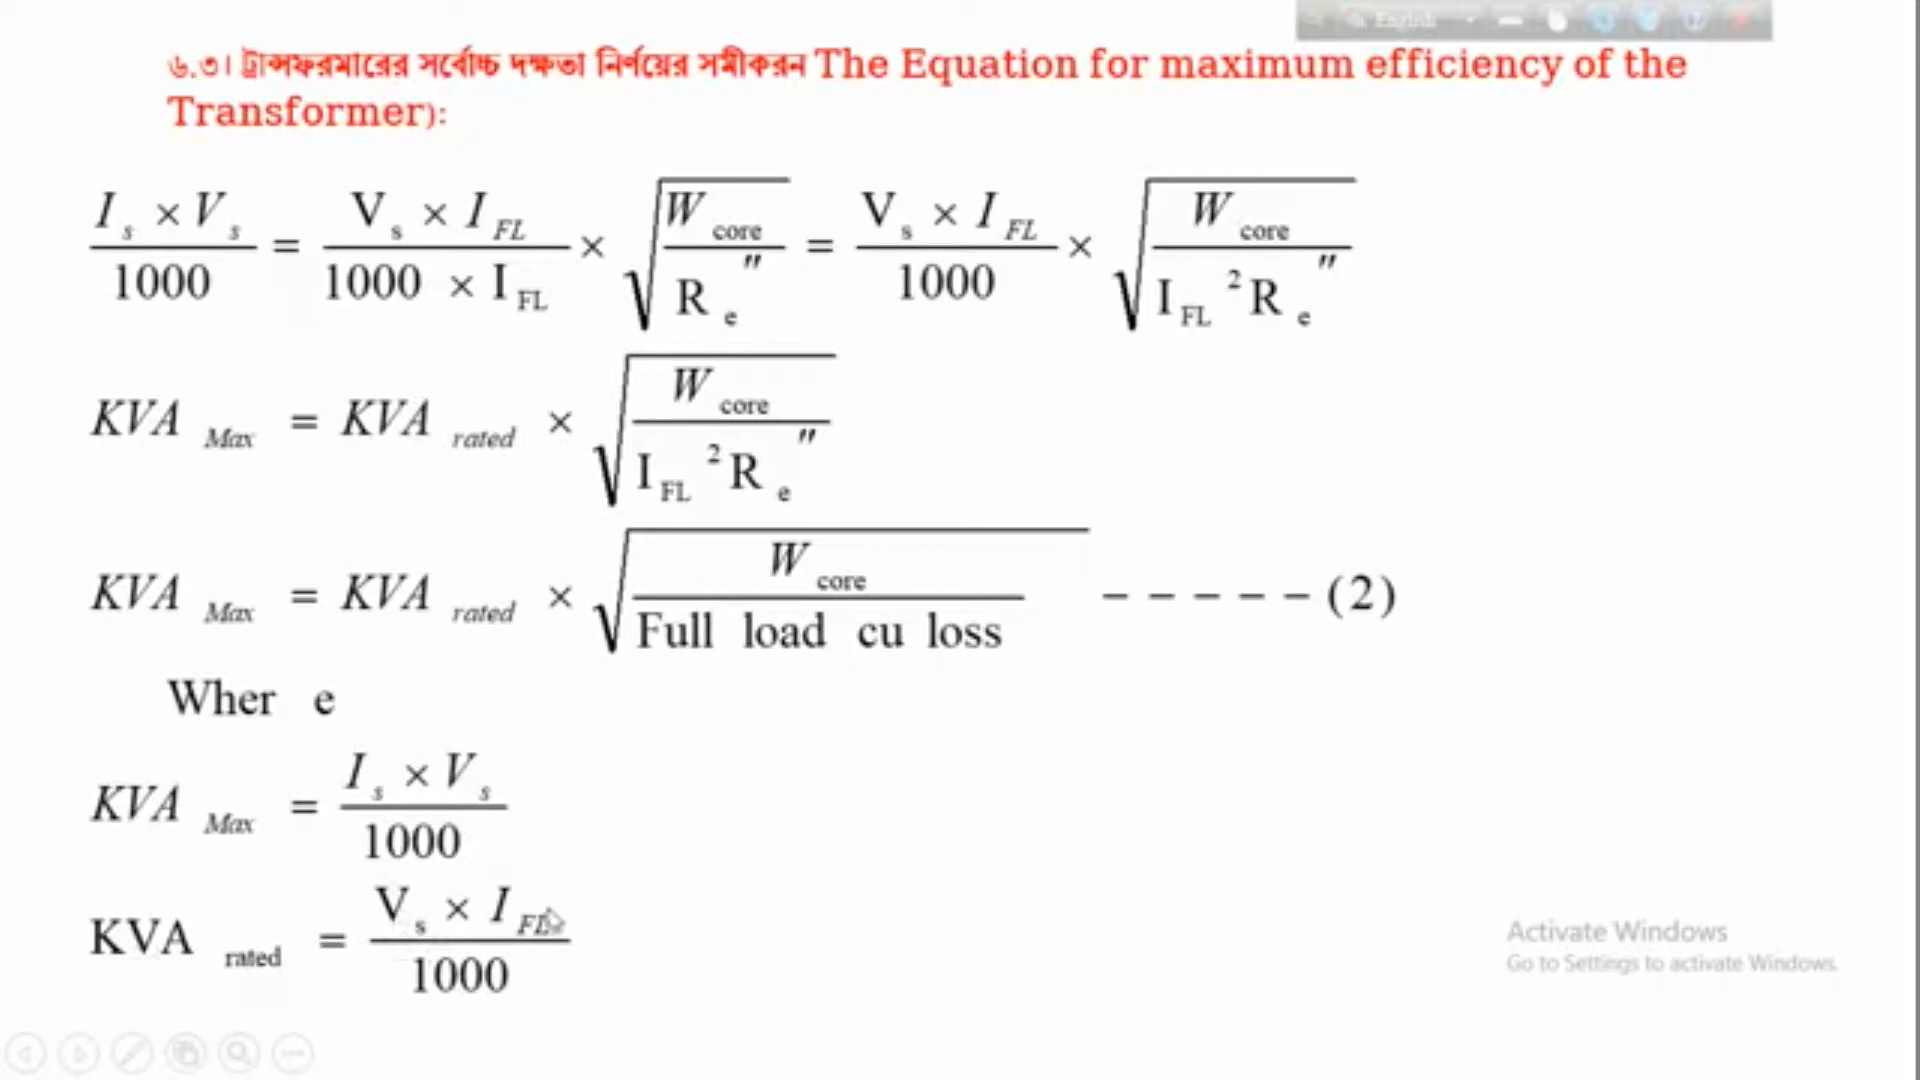 English
৬.৩। ট্রান্সফরমারের সর্বোচ্চ দক্ষতা নির্ণয়ের সমীকরন The Equation for maximum efficiency of the
Transformer):
I_s × V_s / 1000 = V_s × I_FL / 1000 × I_FL × √(W_core / R_e″) = V_s × I_FL / 1000 × √(W_core / I_FL² R_e″)
KVA_Max = KVA_rated × √(W_core / I_FL² R_e″)
KVA_Max = KVA_rated × √(W_core / Full load cu loss) - - - - - (2)
Wher e
KVA_Max = I_s × V_s / 1000
KVA_rated = V_s × I_FL / 1000
Activate Windows
Go to Settings to activate Windows.